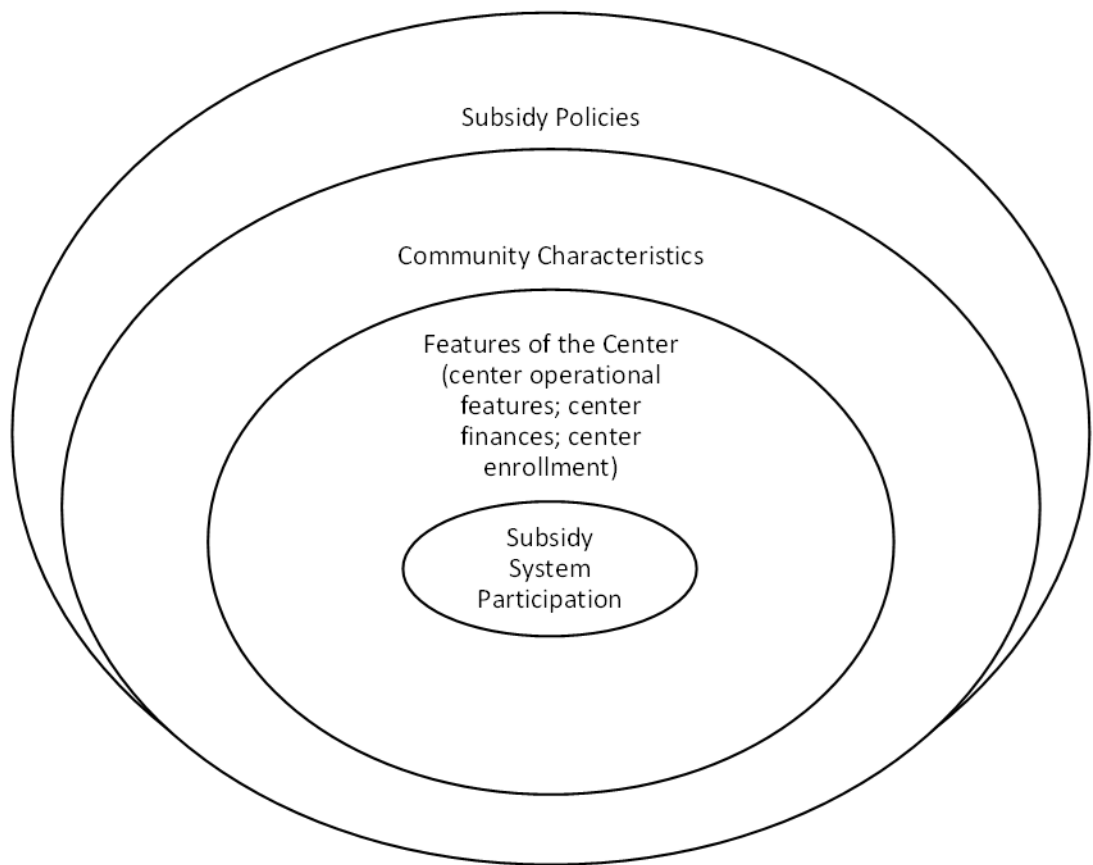 Subsidy Policies
Community Characteristics
Features of the Center
(center operational
features; center
finances; center
enrollment)
Subsidy
System
Participation